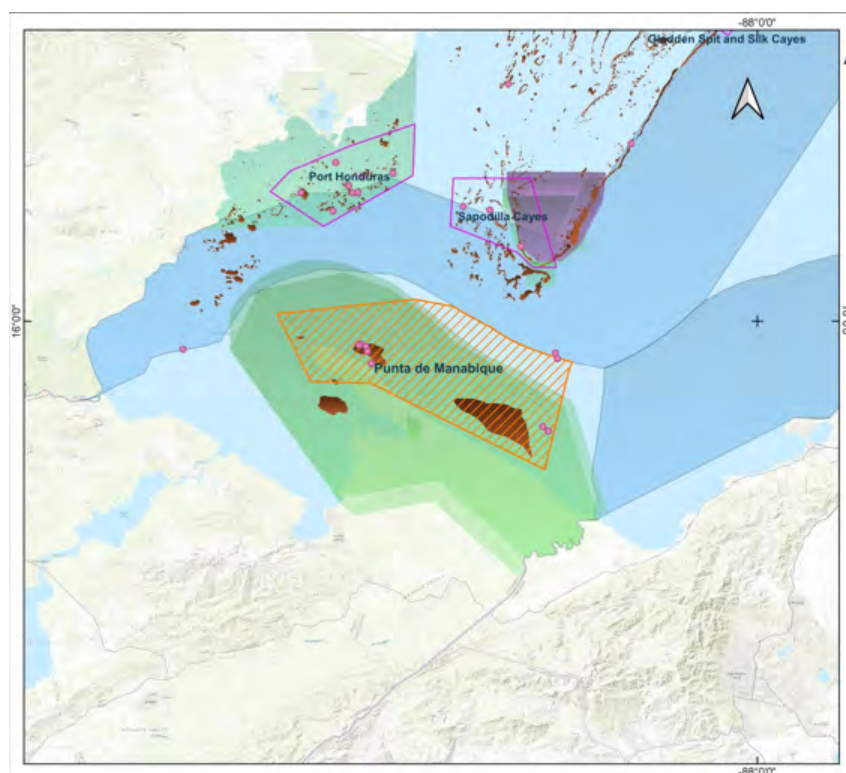 -88°0'0"
Gladden Spit and Silk Cayes
Port Honduras
Sapodilla Cayes
16°0'0"
Punta de Manabique
-88°0'0"